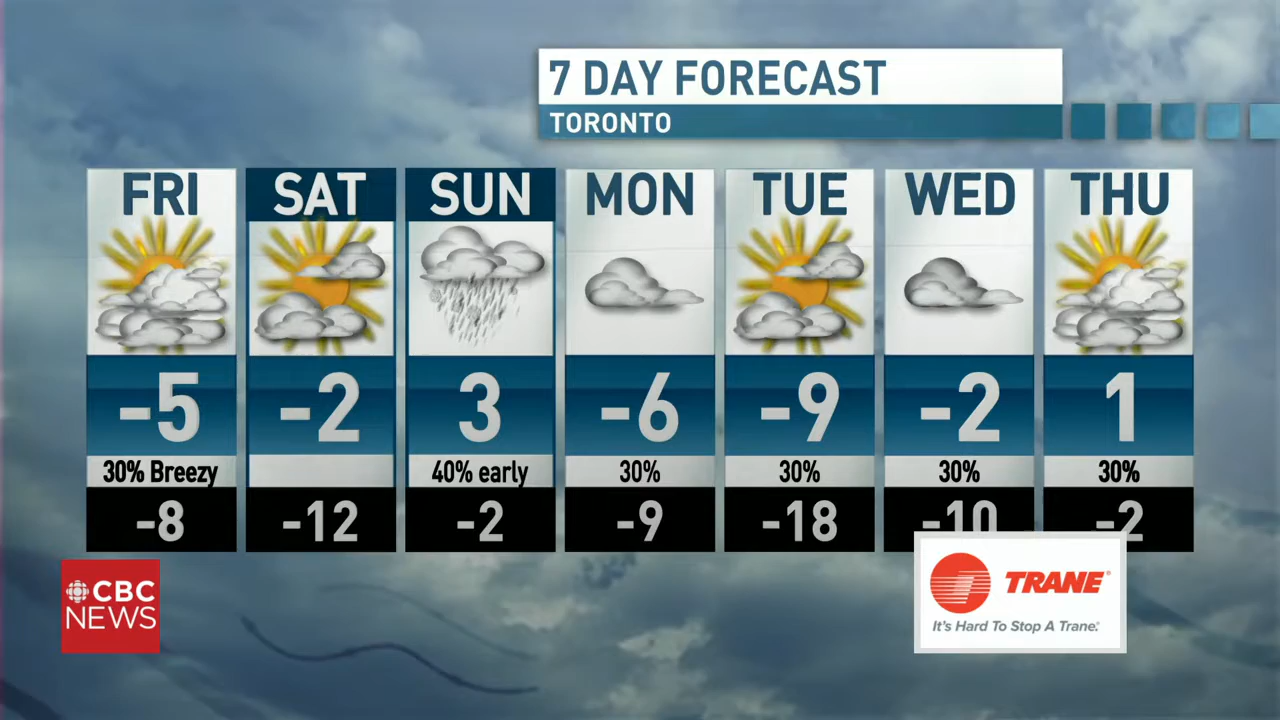 7 DAY FORECAST
TORONTO
FRI SAT SUN MON TUE WED THU
-5 -2 3 -6 -9 -2 1
30% Breezy 40% early 30% 30% 30% 30%
-8 -12 -2 -9 -18 -10 -2
CBC
NEWS
TRANE®
It's Hard To Stop A Trane.®